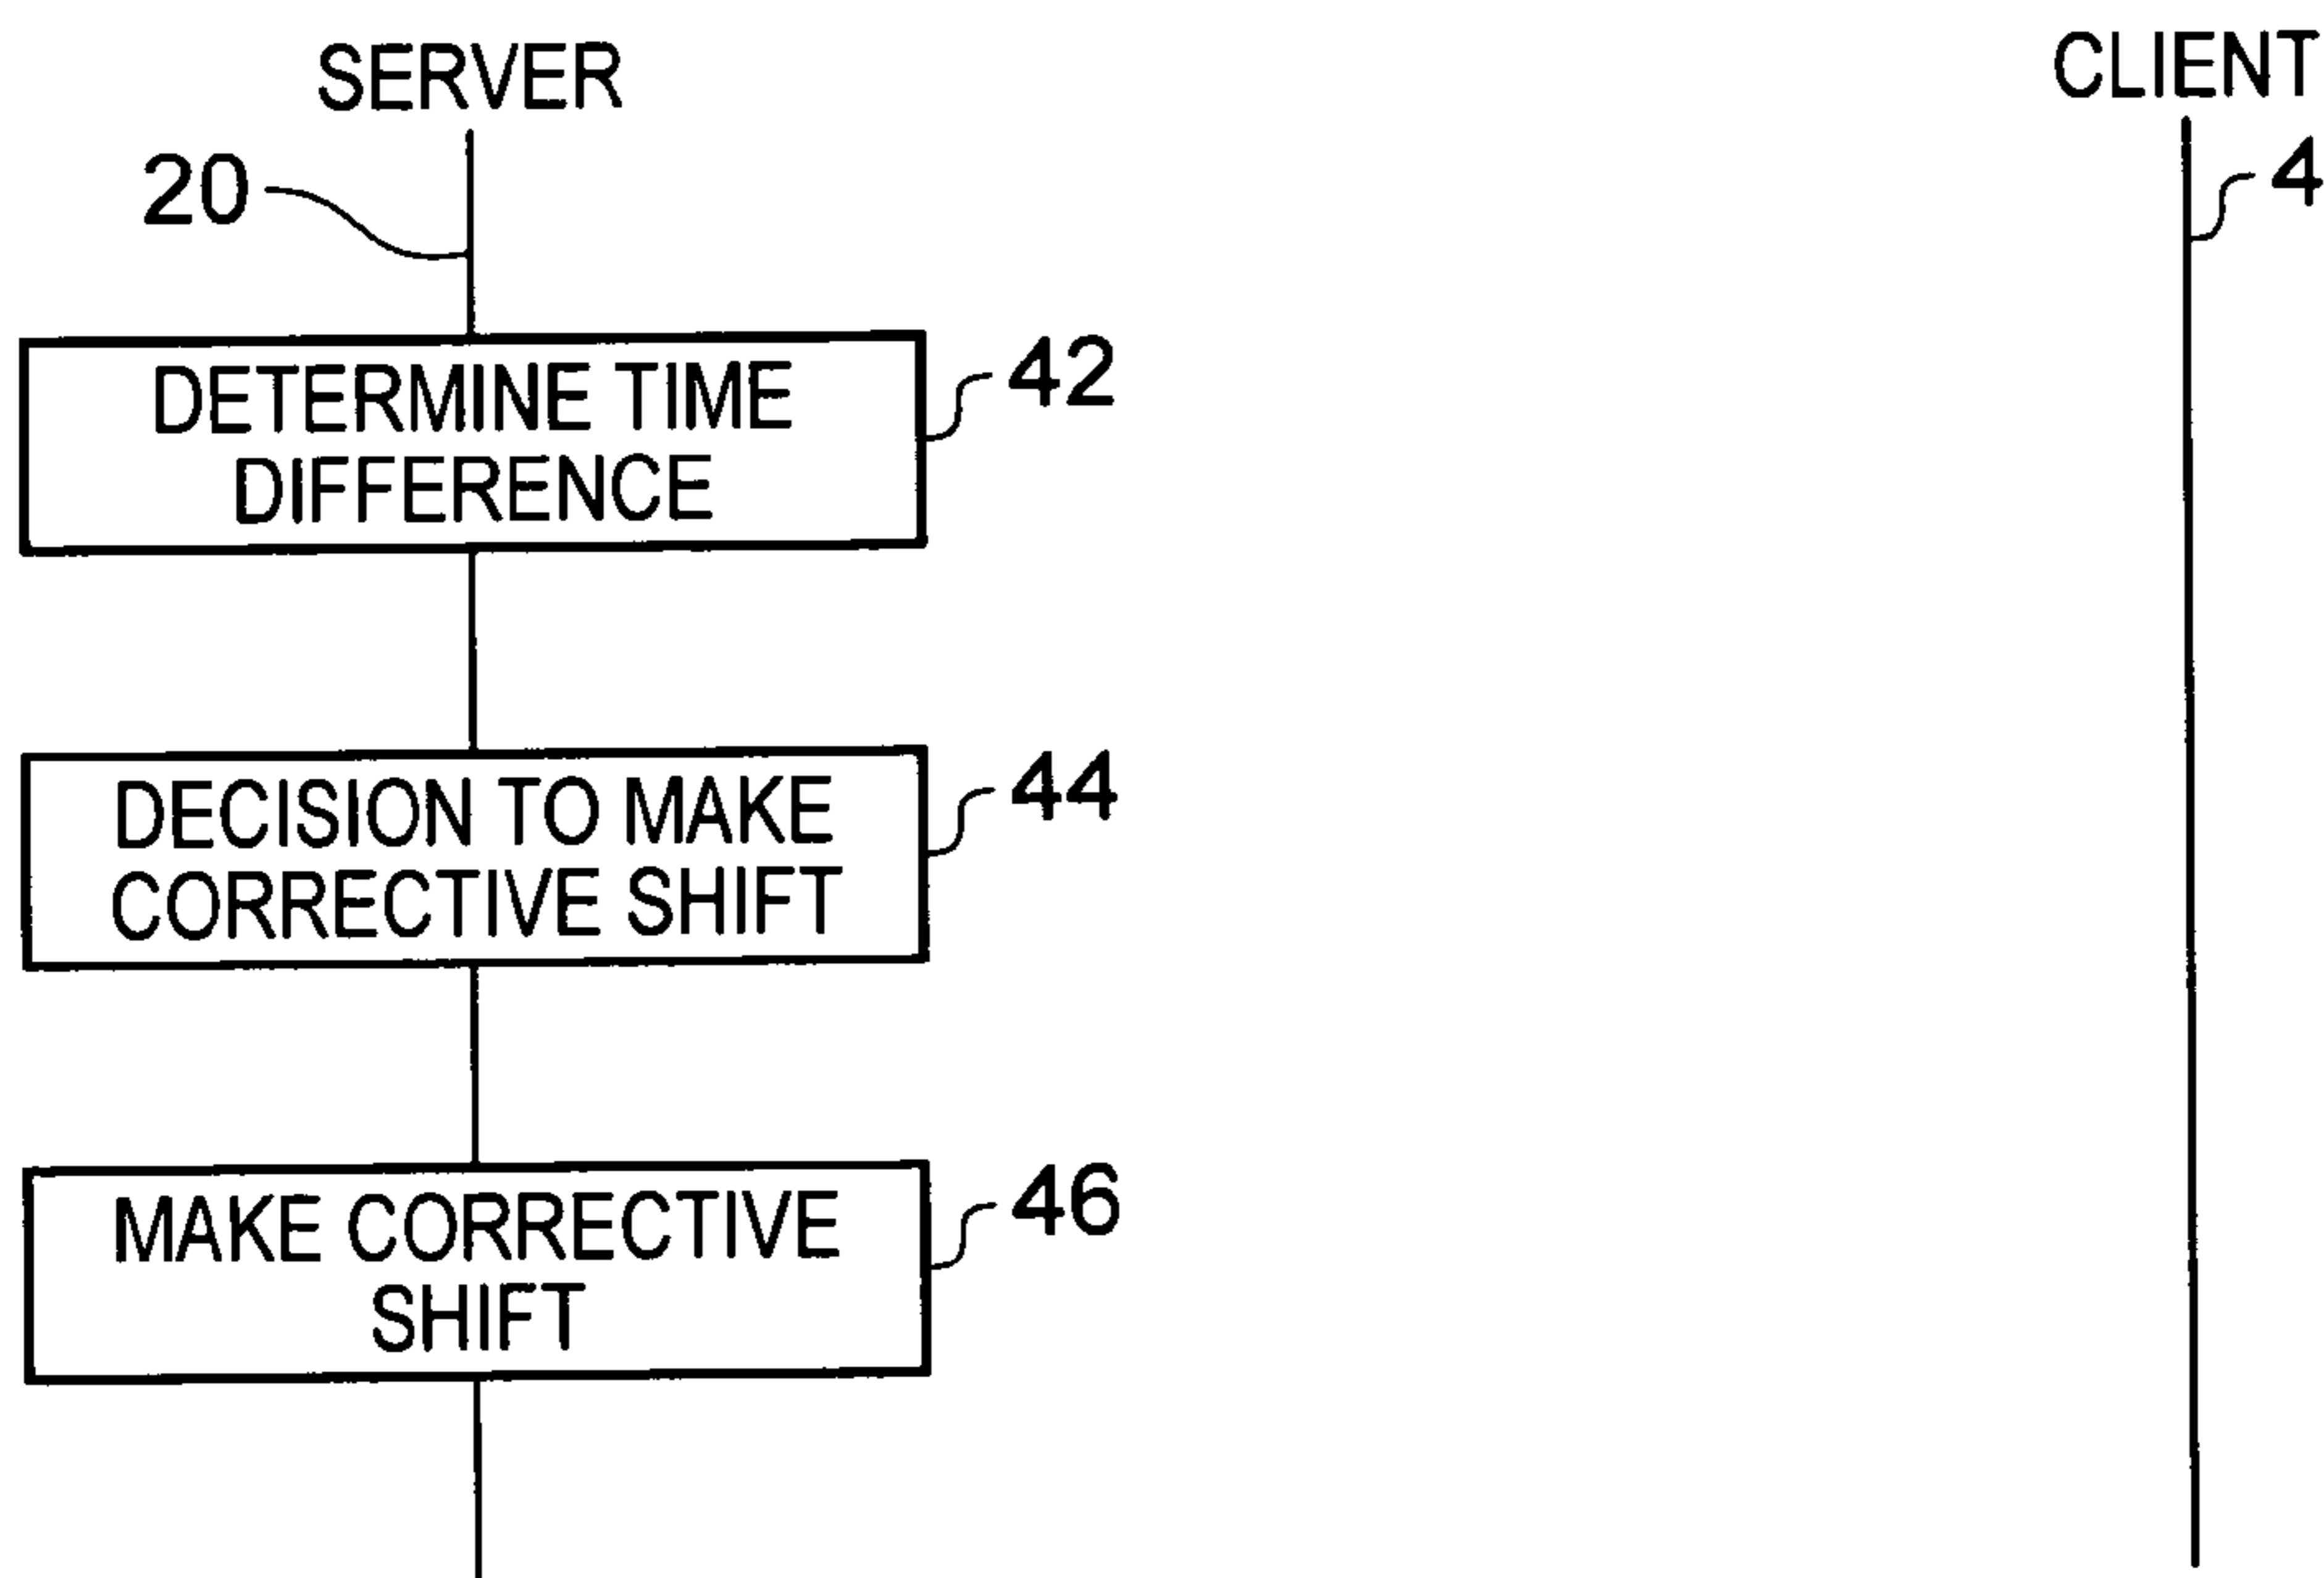 SERVER
CLIENT
20
4
DETERMINE TIME
DIFFERENCE
42
DECISION TO MAKE
CORRECTIVE SHIFT
44
MAKE CORRECTIVE
SHIFT
46